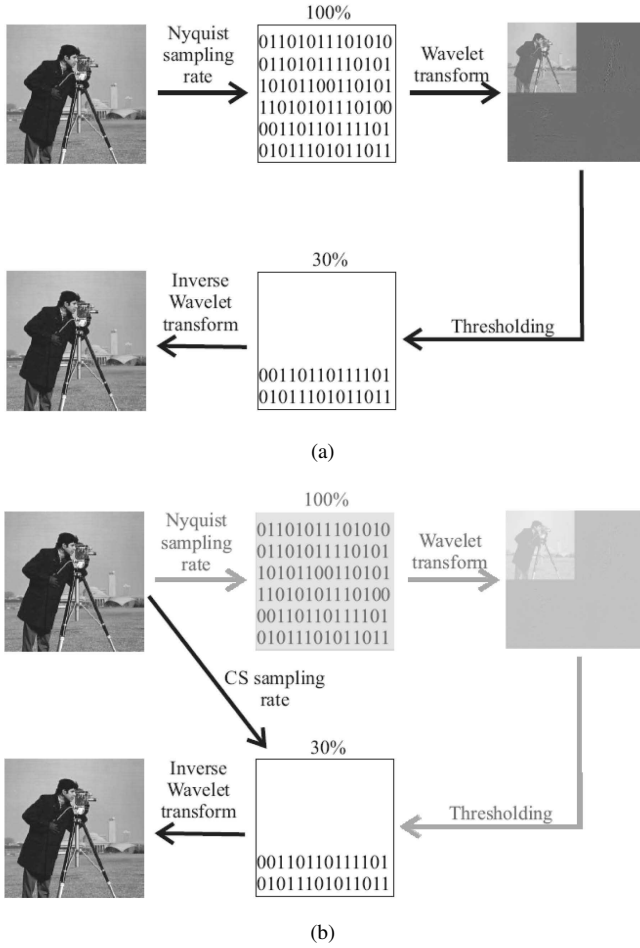 100%
Nyquist
sampling
rate
01101011101010
01101011110101
10101100110101
11010101110100
00110110111101
01011101011011
Wavelet
transform
Inverse
Wavelet
transform
30%
00110110111101
01011101011011
Thresholding
(a)
100%
Nyquist
sampling
rate
01101011101010
01101011110101
10101100110101
11010101110100
00110110111101
01011101011011
Wavelet
transform
CS sampling
rate
Inverse
Wavelet
transform
30%
00110110111101
01011101011011
Thresholding
(b)